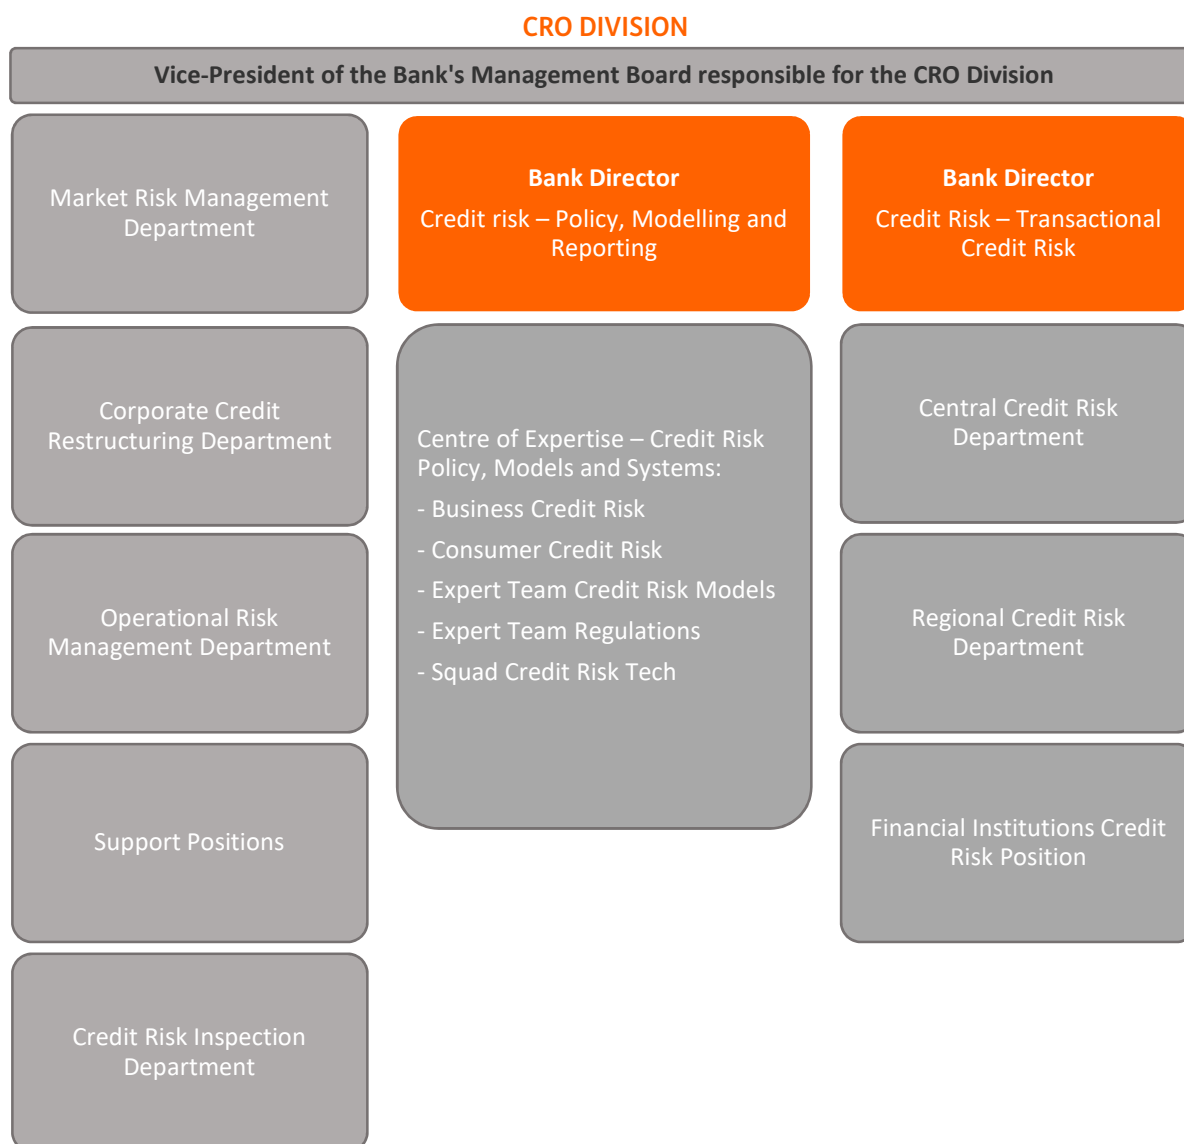 CRO DIVISION
Vice-President of the Bank's Management Board responsible for the CRO Division
Market Risk Management
Department
Corporate Credit
Restructuring Department
Operational Risk
Management Department
Support Positions
Credit Risk Inspection
Department
Bank Director
Credit risk – Policy, Modelling and
Reporting
Centre of Expertise – Credit Risk
Policy, Models and Systems:
- Business Credit Risk
- Consumer Credit Risk
- Expert Team Credit Risk Models
- Expert Team Regulations
- Squad Credit Risk Tech
Bank Director
Credit Risk – Transactional
Credit Risk
Central Credit Risk
Department
Regional Credit Risk
Department
Financial Institutions Credit
Risk Position